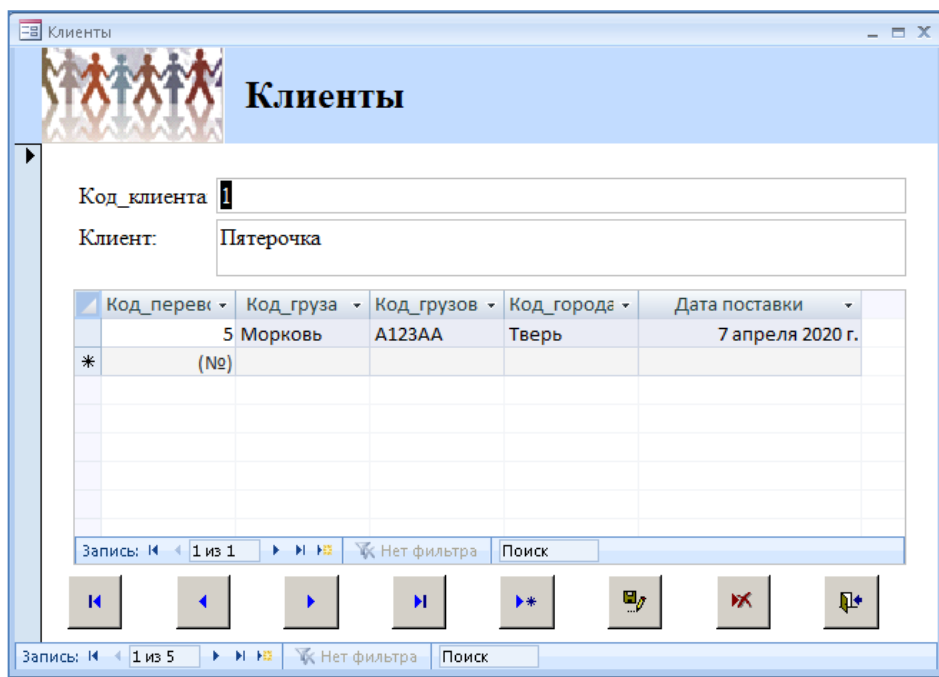 Клиенты
Клиенты
Код_клиента 1
Клиент: Пятерочка
Код_перево Код_груза Код_грузов Код_города Дата поставки
5 Морковь А123АА Тверь 7 апреля 2020 г.
(№)
Запись: 1 из 1 Нет фильтра Поиск
Запись: 1 из 5 Нет фильтра Поиск